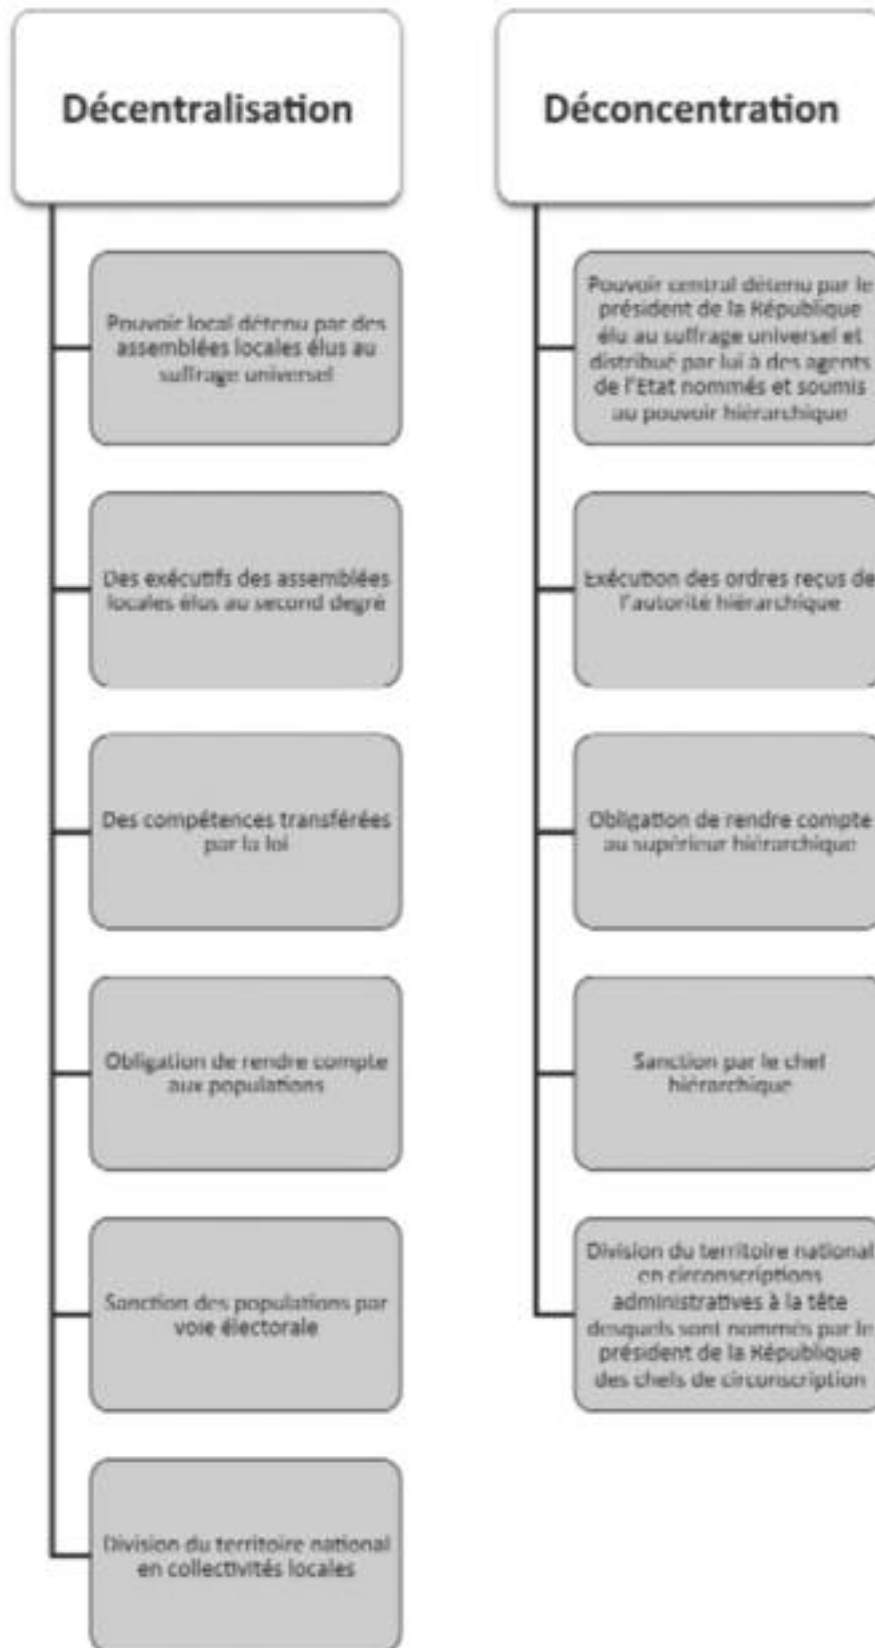 Décentralisation
Pouvoir local détenu par des
assemblées locales élus au
suffrage universel
Des exécutifs des assemblées
locales élus au second degré
Des compétences transférées
par la loi
Obligation de rendre compte
aux populations
Sanction des populations par
voie électorale
Division du territoire national
en collectivités locales
Déconcentration
Pouvoir central détenu par le
président de la République
élu au suffrage universel et
distribué par lui à des agents
de l'Etat nommés et soumis
au pouvoir hiérarchique
Exécution des ordres reçus de
l'autorité hiérarchique
Obligation de rendre compte
au supérieur hiérarchique
Sanction par le chef
hiérarchique
Division du territoire national
en circonscriptions
administratives à la tête
desquels sont nommés par le
président de la République
des chefs de circonscription